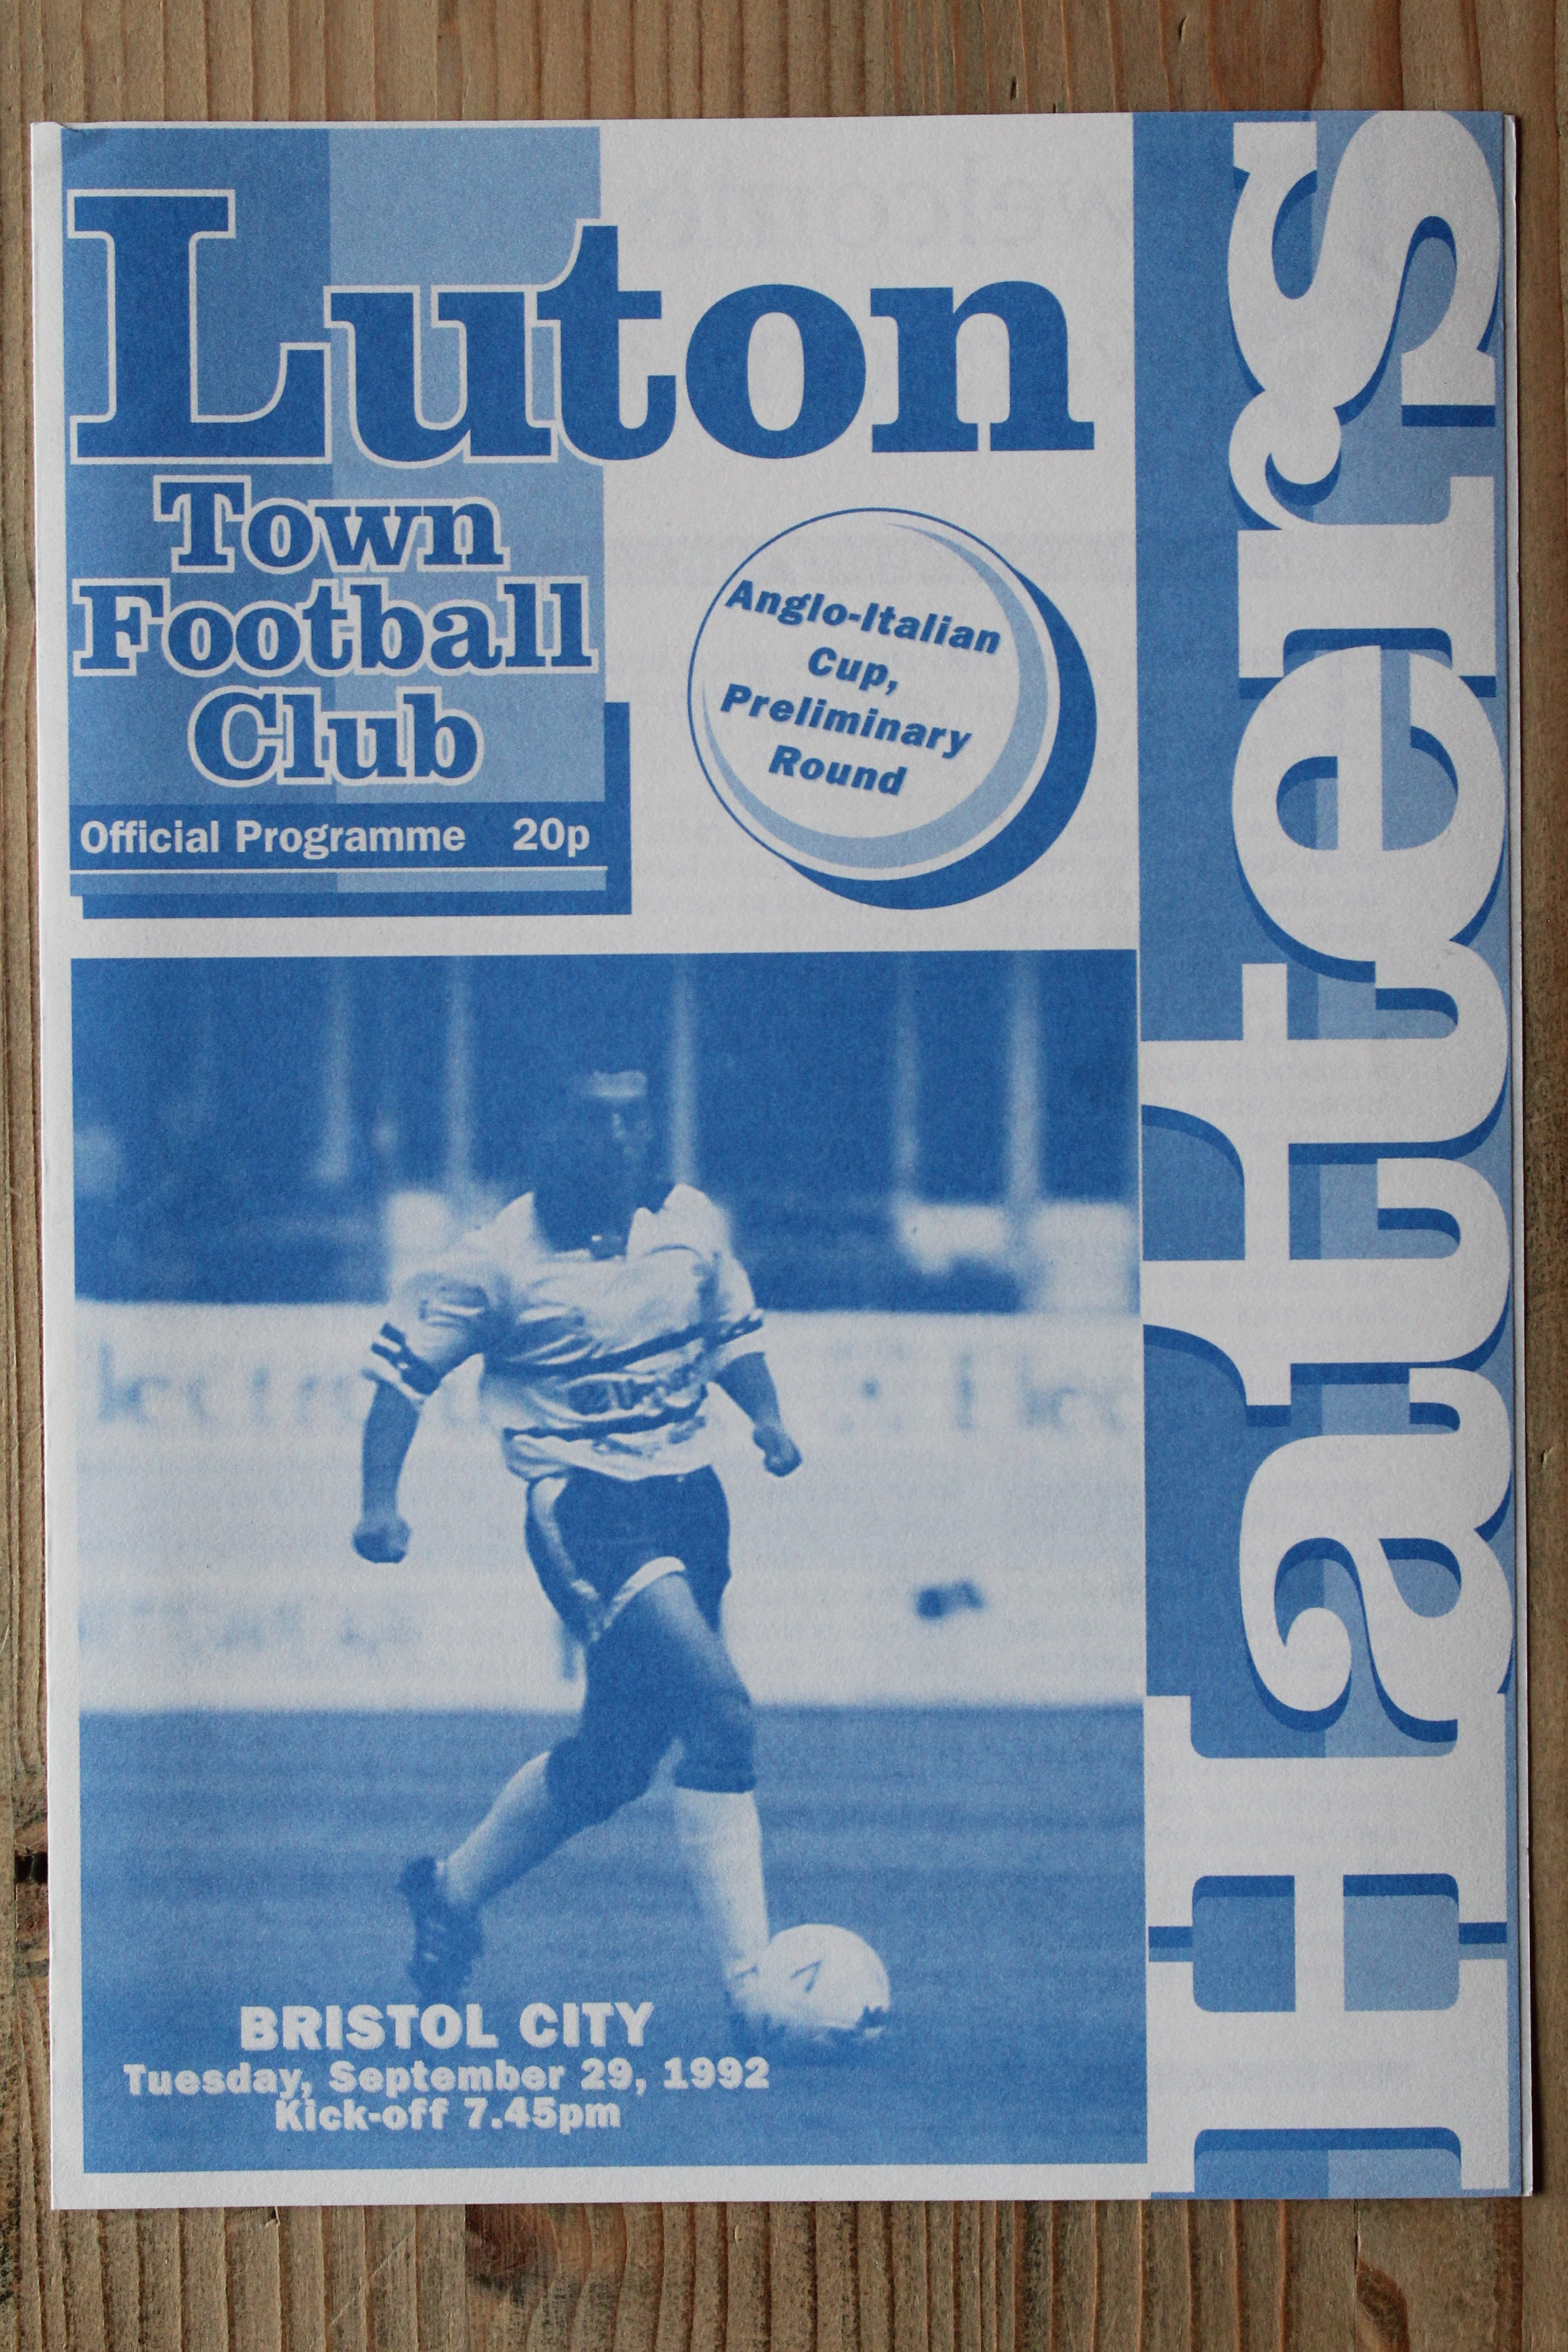 Luton
Town
Football
Club
Official Programme 20p
Anglo-Italian
Cup,
Preliminary
Round
Hatters
BRISTOL CITY
Tuesday, September 29, 1992
Kick-off 7.45pm